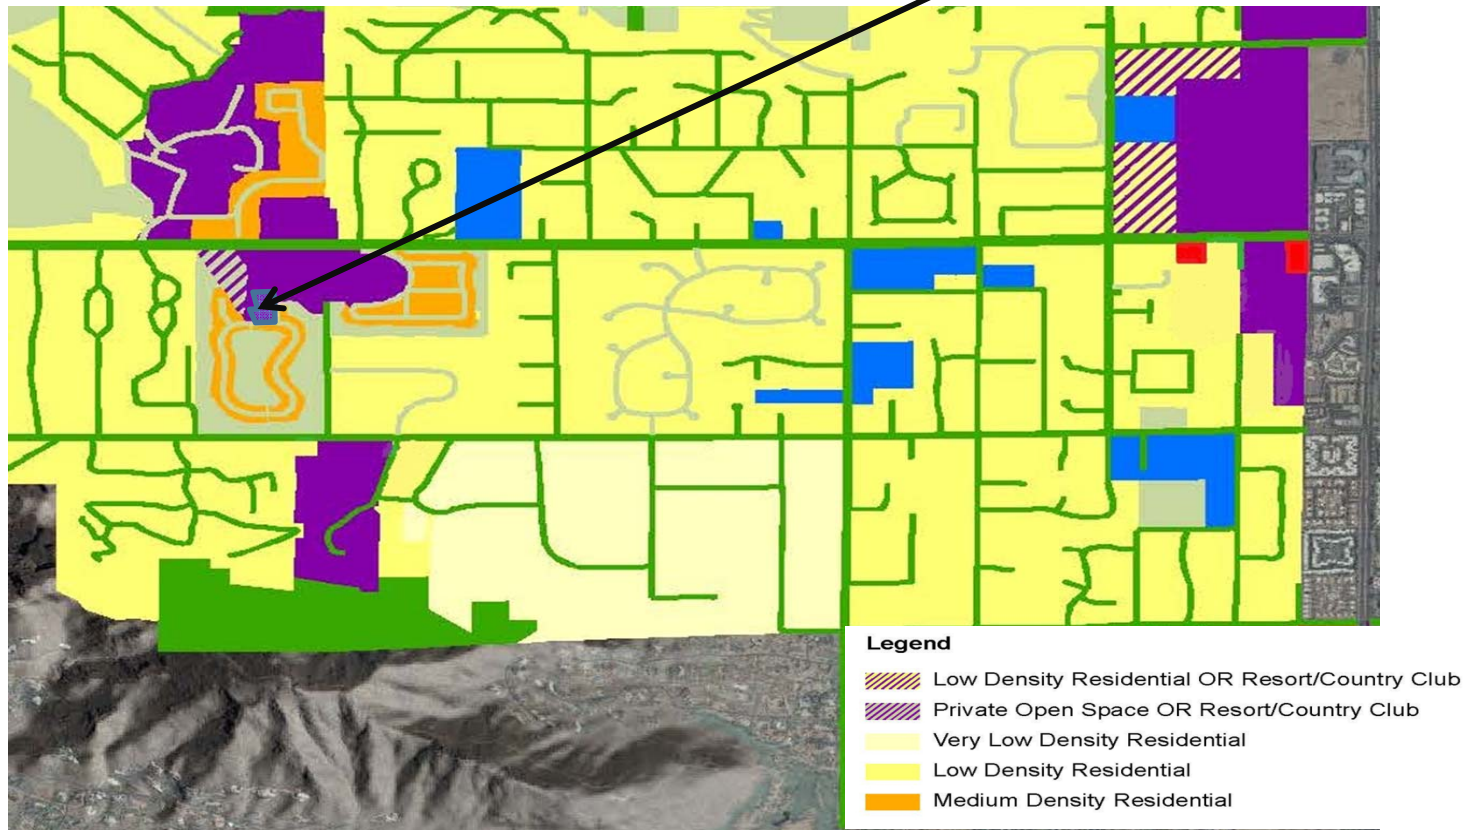 Legend
Low Density Residential OR Resort/Country Club
Private Open Space OR Resort/Country Club
Very Low Density Residential
Low Density Residential
Medium Density Residential